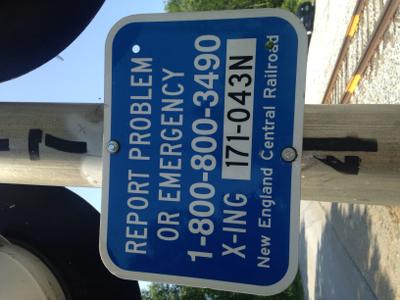 REPORT PROBLEM
OR EMERGENCY
1-800-800-3490
X-ING 171-043N
New England Central Railroad